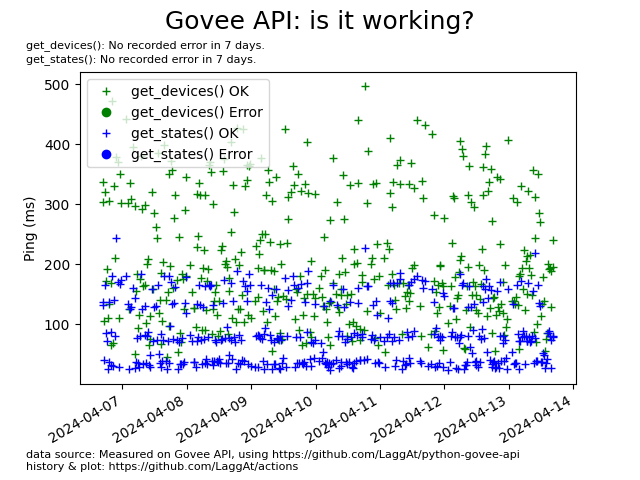 Govee API: is it working?
get_devices(): No recorded error in 7 days.
get_states(): No recorded error in 7 days.
500
400
300
200
100
Ping (ms)
get_devices() OK
get_devices() Error
get_states() OK
get_states() Error
2024-04-07
2024-04-08
2024-04-09
2024-04-10
2024-04-11
2024-04-12
2024-04-13
2024-04-14
data source: Measured on Govee API, using https://github.com/LaggAt/python-govee-api
history & plot: https://github.com/LaggAt/actions